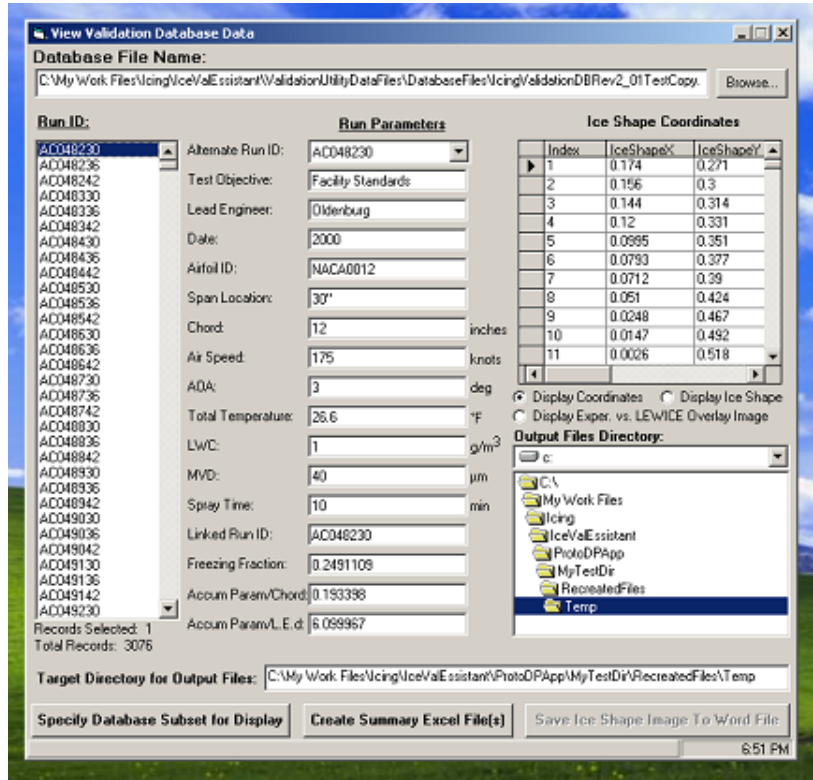 View Validation Database Data
Database File Name:
C:\My Work Files\Icing\IceValEssistant\ValidationUtilityDataFiles\DatabaseFiles\IcingValidationDBRev2_01TestCopy.
Browse...
Run ID:
AC048230
AC048236
AC048242
AC048330
AC048336
AC048342
AC048430
AC048436
AC048442
AC048530
AC048536
AC048542
AC048630
AC048636
AC048642
AC048730
AC048736
AC048742
AC048830
AC048836
AC048842
AC048930
AC048936
AC048942
AC049030
AC049036
AC049042
AC049130
AC049136
AC049142
AC049230
Records Selected: 1
Total Records: 3076
Run Parameters
Alternate Run ID: AC048230
Test Objective: Facility Standards
Lead Engineer: Oldenburg
Date: 2000
Airfoil ID: NACA0012
Span Location: 30"
Chord: 12 inches
Air Speed: 175 knots
AOA: 3 deg
Total Temperature: 26.6 °F
LWC: 1 g/m³
MVD: 40 µm
Spray Time: 10 min
Linked Run ID: AC048230
Freezing Fraction: 0.2491109
Accum Param/Chord: 0.193398
Accum Param/L.E.d: 6.099967
Ice Shape Coordinates
Index IceShapeX IceShapeY
1 0.174 0.271
2 0.156 0.3
3 0.144 0.314
4 0.12 0.331
5 0.0995 0.351
6 0.0793 0.377
7 0.0712 0.39
8 0.051 0.424
9 0.0248 0.467
10 0.0147 0.492
11 0.0026 0.518
Display Coordinates Display Ice Shape
Display Exper. vs. LEWICE Overlay Image
Output Files Directory:
c:
C:\
My Work Files
Icing
IceValEssistant
ProtoDPApp
MyTestDir
RecreatedFiles
Temp
Target Directory for Output Files: C:\My Work Files\Icing\IceValEssistant\ProtoDPApp\MyTestDir\RecreatedFiles\Temp
Specify Database Subset for Display
Create Summary Excel File(s)
Save Ice Shape Image To Word File
6:51 PM